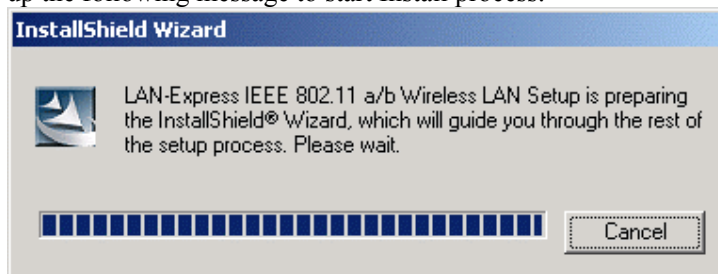 up the following message to start install process.
InstallShield Wizard
LAN-Express IEEE 802.11 a/b Wireless LAN Setup is preparing
the InstallShield® Wizard, which will guide you through the rest of
the setup process. Please wait.
Cancel